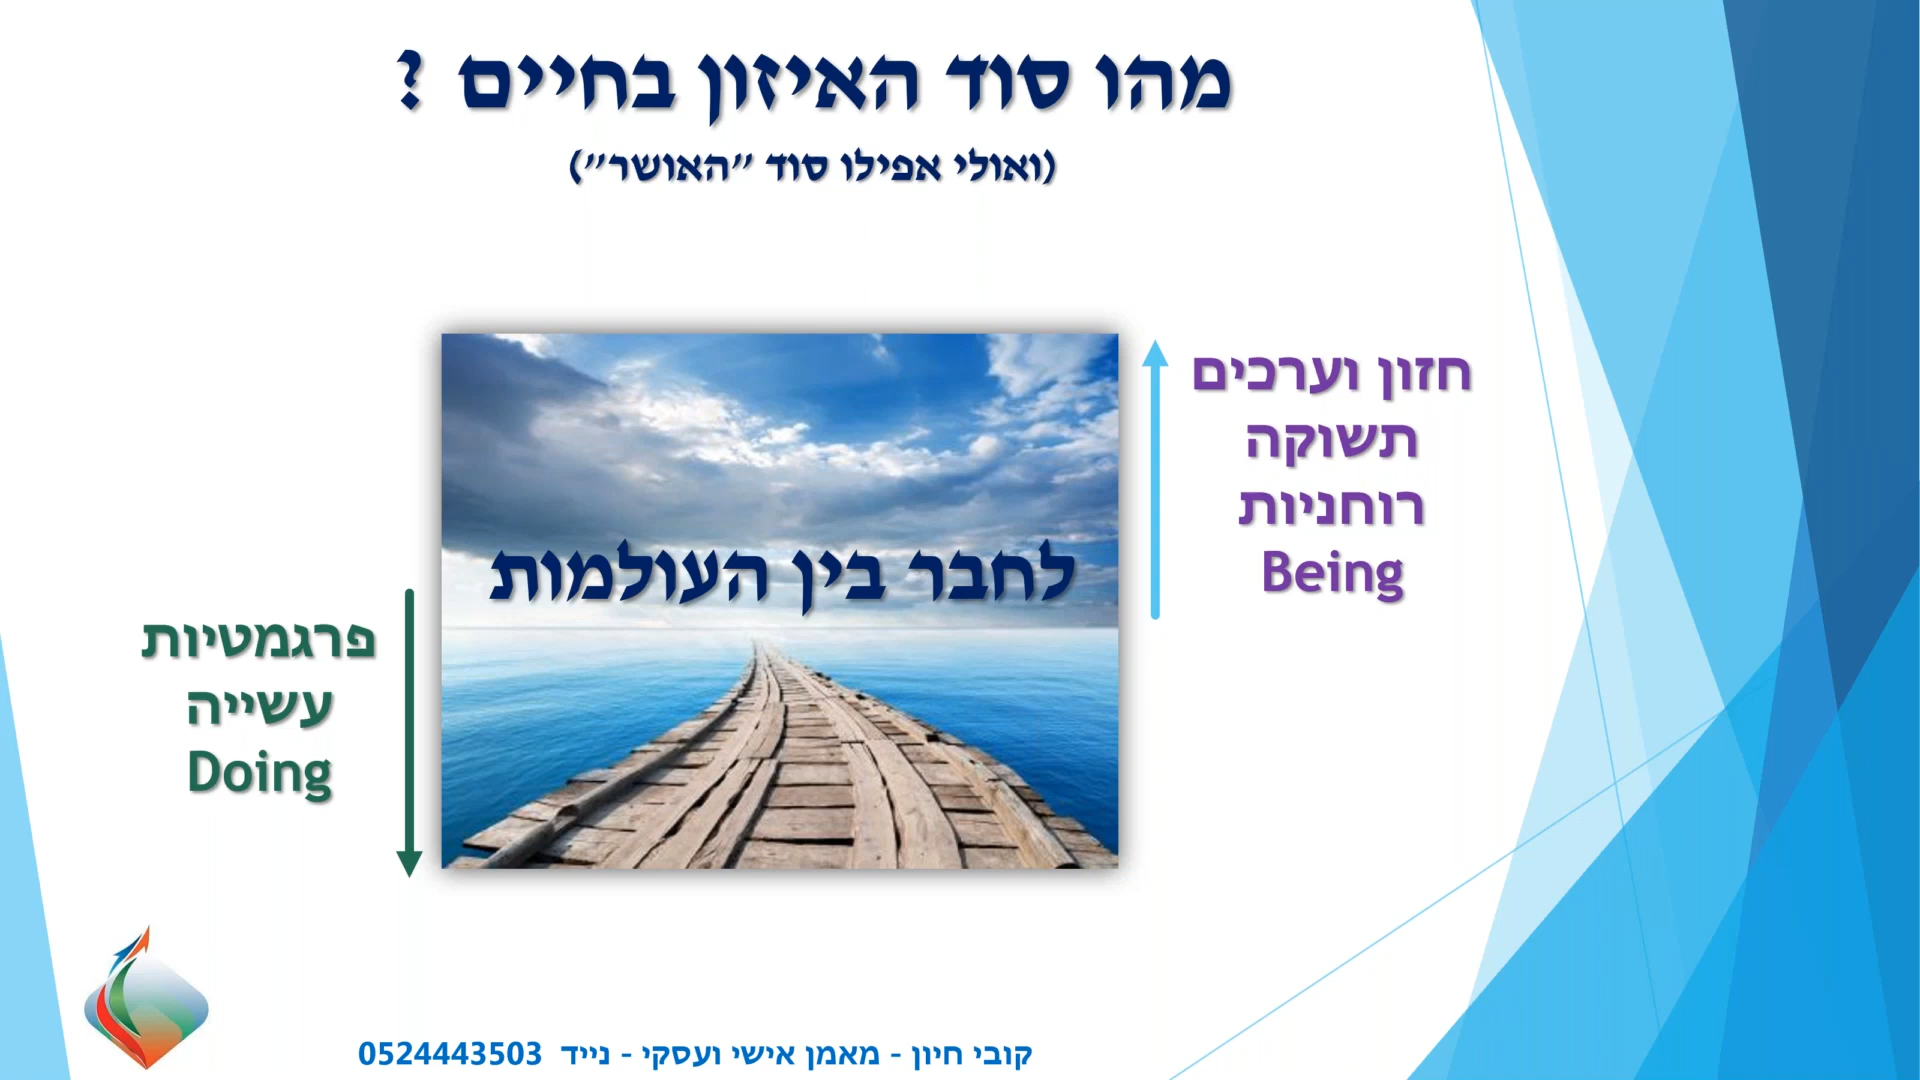 מהו סוד האיזון בחיים ?
(ואולי אפילו סוד "האושר")
חזון וערכים
תשוקה
רוחניות
Being
לחבר בין העולמות
פרגמטיות
עשייה
Doing
קובי חיון - מאמן אישי ועסקי - נייד 0524443503